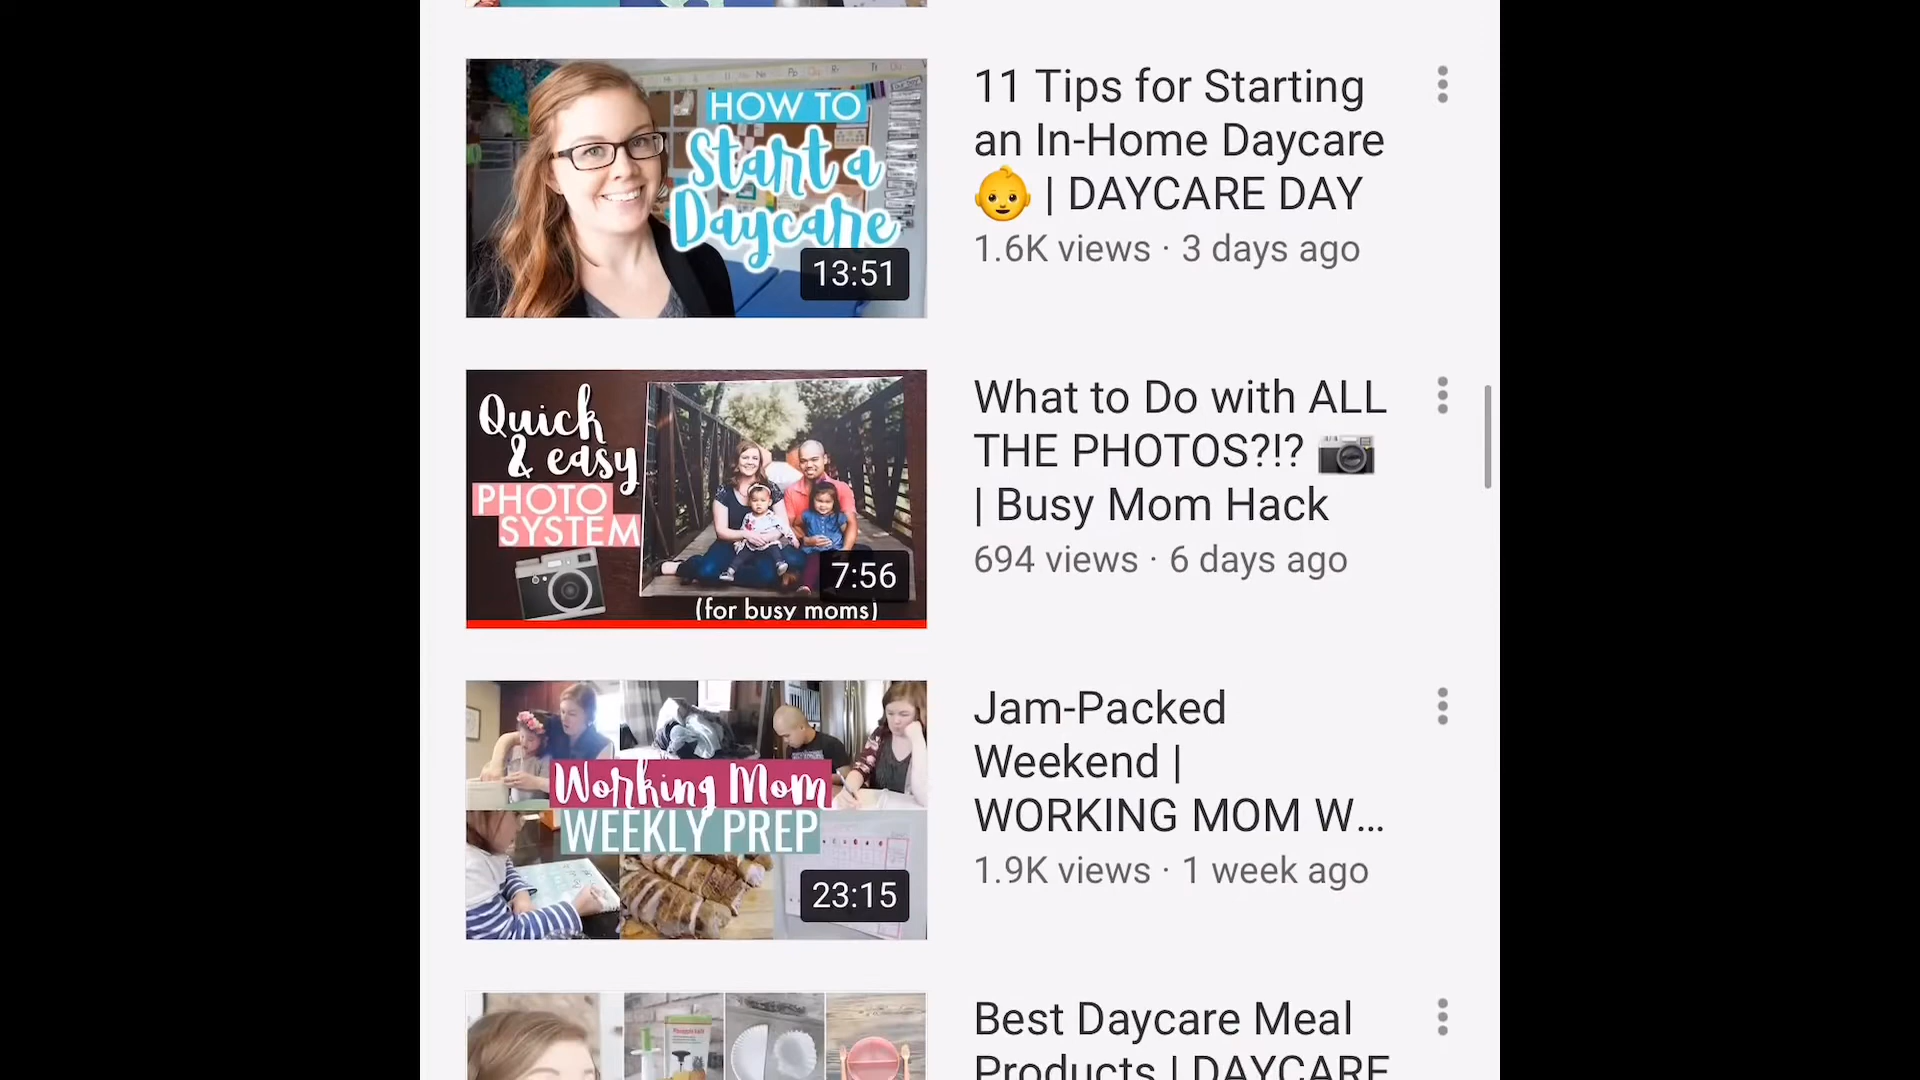 HOW TO
Start a
Daycare
13:51
11 Tips for Starting
an In-Home Daycare
👶 | DAYCARE DAY
1.6K views · 3 days ago
Quick
& easy
PHOTO
SYSTEM
7:56
(for busy moms)
What to Do with ALL
THE PHOTOS?!? 📷
| Busy Mom Hack
694 views · 6 days ago
Working Mom
WEEKLY PREP
23:15
Jam-Packed
Weekend |
WORKING MOM W...
1.9K views · 1 week ago
Best Daycare Meal
Products | DAYCARE